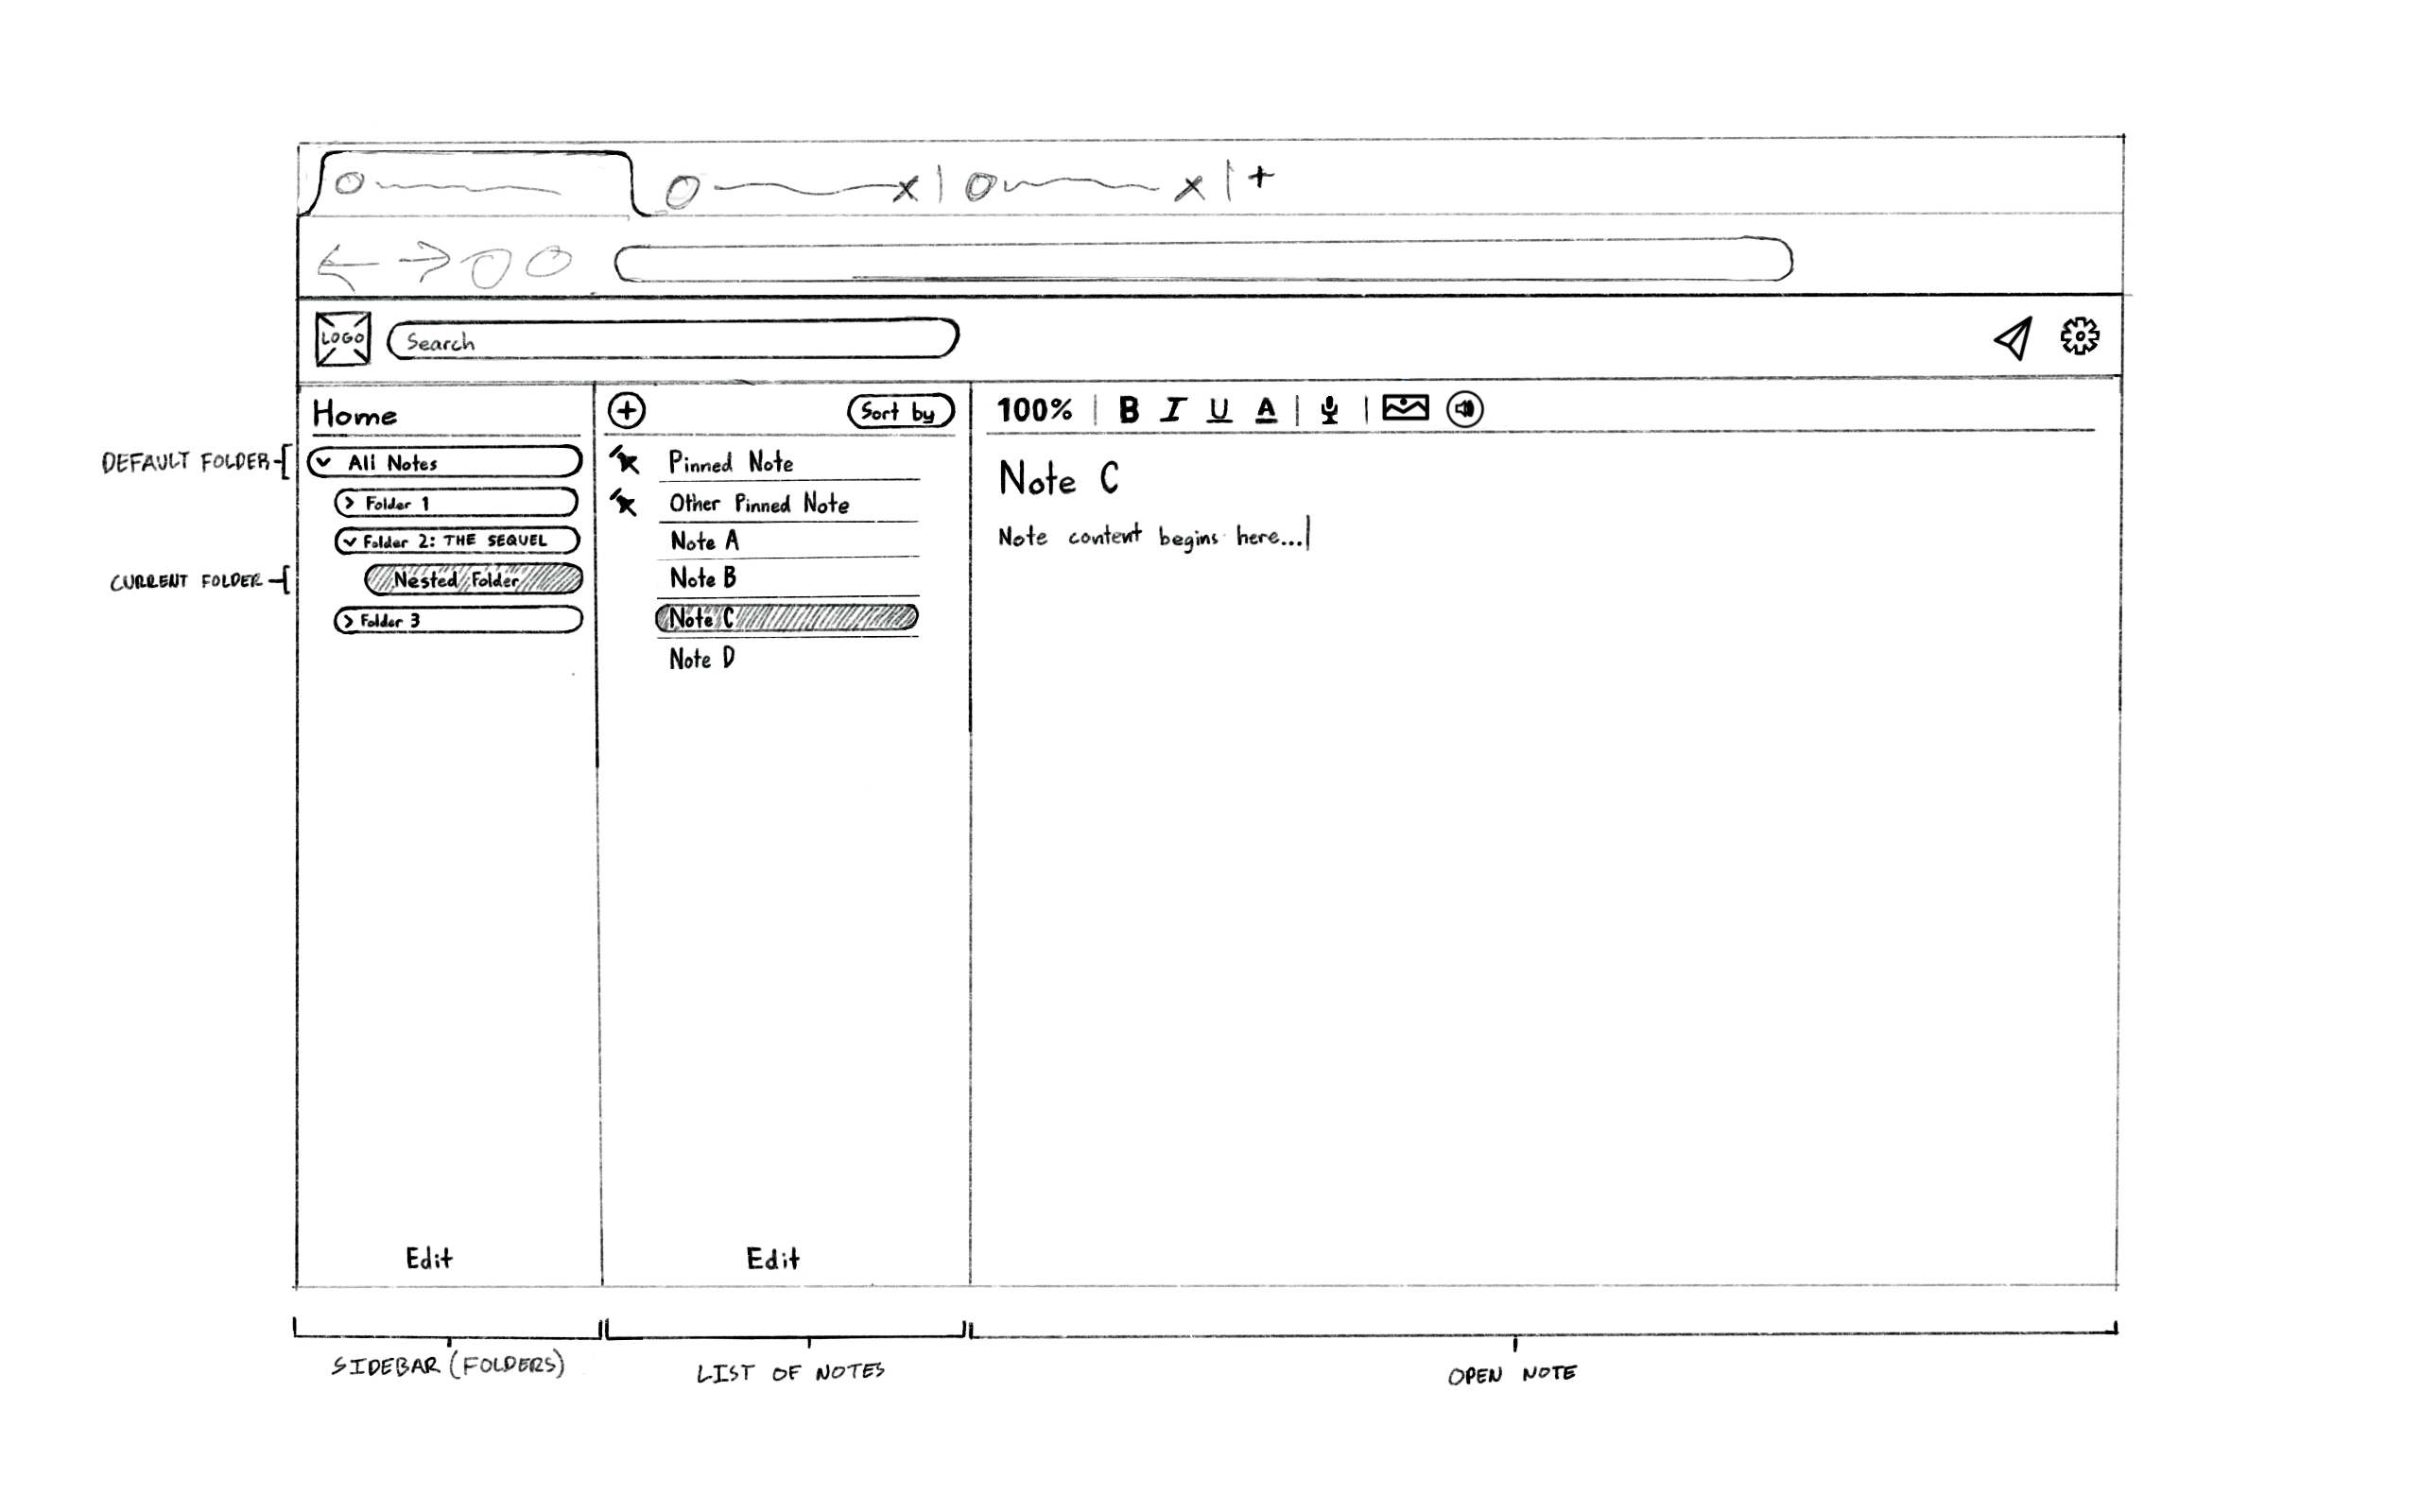 LOGO
Search
Home
Sort by
100% | B I U A
DEFAULT FOLDER
All Notes
Folder 1
Folder 2: THE SEQUEL
CURRENT FOLDER
Nested Folder
Folder 3
Pinned Note
Other Pinned Note
Note A
Note B
Note C
Note D
Note C
Note content begins here...
Edit
Edit
SIDEBAR (FOLDERS)
LIST OF NOTES
OPEN NOTE